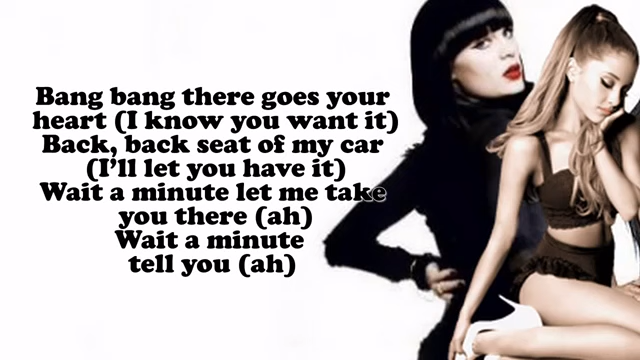 Bang bang there goes your
heart (I know you want it)
Back, back seat of my car
(I’ll let you have it)
Wait a minute let me take
you there (ah)
Wait a minute
tell you (ah)